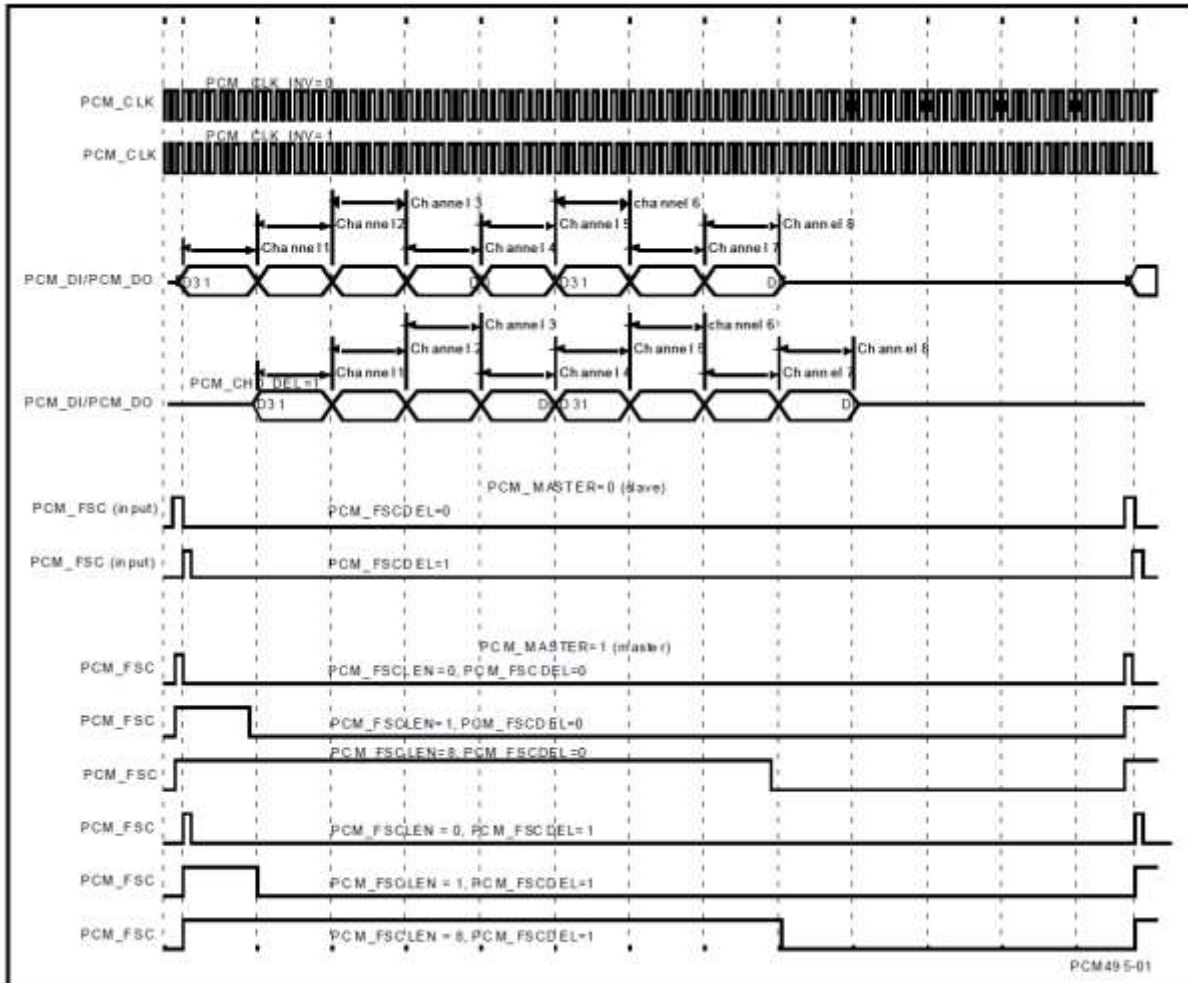 PCM_CLK_INV=0
PCM_CLK
PCM_CLK_INV=1
PCM_CLK
Channel 3
channel 6
Channel 2
Channel 5
Channel 8
Channel 1
Channel 4
Channel 7
PCM_DI/PCM_DO
D31
D31
D
Channel 3
channel 6
Channel 2
Channel 5
Channel 8
Channel 1
Channel 4
Channel 7
PCM_CH0_DEL=1
PCM_DI/PCM_DO
D31
D
D31
D
PCM_MASTER=0 (slave)
PCM_FSC (input)
PCM_FSCDEL=0
PCM_FSC (input)
PCM_FSCDEL=1
PCM_MASTER=1 (master)
PCM_FSC
PCM_FSCLEN=0, PCM_FSCDEL=0
PCM_FSC
PCM_FSCLEN=1, PCM_FSCDEL=0
PCM_FSCLEN=8, PCM_FSCDEL=0
PCM_FSC
PCM_FSC
PCM_FSCLEN = 0, PCM_FSCDEL=1
PCM_FSC
PCM_FSCLEN = 1, PCM_FSCDEL=1
PCM_FSC
PCM_FSCLEN = 8, PCM_FSCDEL=1
PCM49 5-01